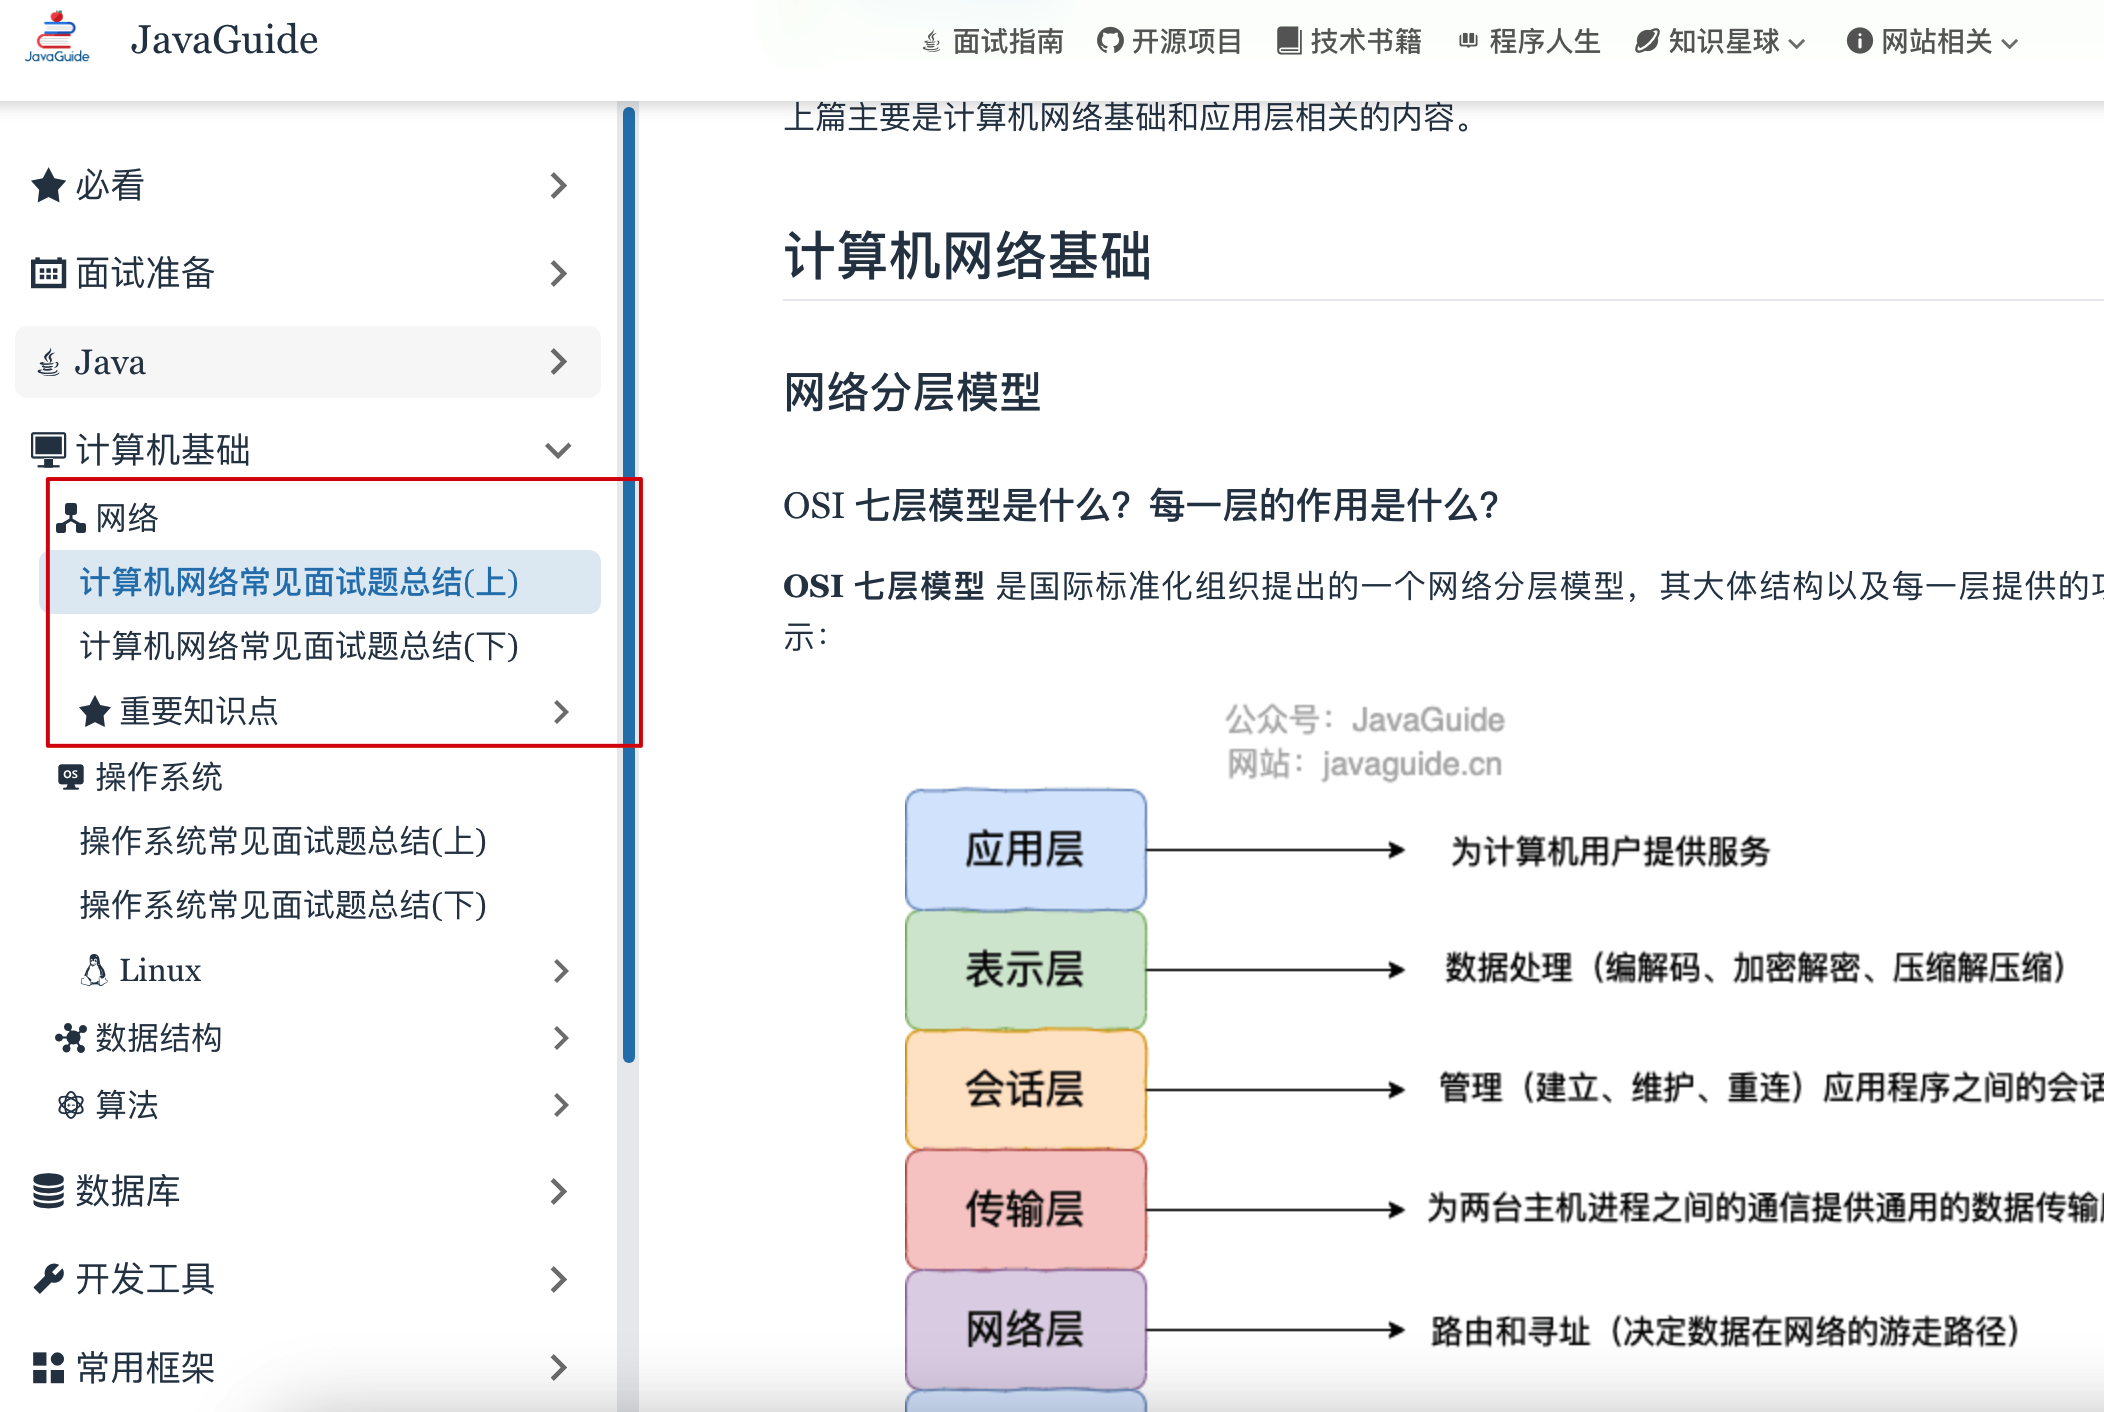 JavaGuide
JavaGuide
面试指南
开源项目
技术书籍
程序人生
知识星球
网站相关
必看
面试准备
Java
计算机基础
网络
计算机网络常见面试题总结(上)
计算机网络常见面试题总结(下)
重要知识点
OS 操作系统
操作系统常见面试题总结(上)
操作系统常见面试题总结(下)
Linux
数据结构
算法
数据库
开发工具
常用框架
上篇主要是计算机网络基础和应用层相关的内容。
计算机网络基础
网络分层模型
OSI 七层模型是什么？每一层的作用是什么？
OSI 七层模型 是国际标准化组织提出的一个网络分层模型，其大体结构以及每一层提供的
示：
公众号：JavaGuide
网站：javaguide.cn
应用层 为计算机用户提供服务
表示层 数据处理（编解码、加密解密、压缩解压缩）
会话层 管理（建立、维护、重连）应用程序之间的会话
传输层 为两台主机进程之间的通信提供通用的数据传输
网络层 路由和寻址（决定数据在网络的游走路径）